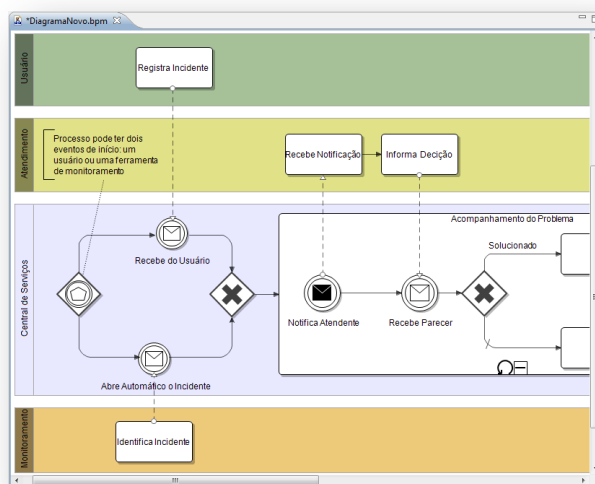 *DiagramaNovo.bpm
Usuário
Registra Incidente
Atendimento
Processo pode ter dois
eventos de início: um
usuário ou uma ferramenta
de monitoramento
Recebe Notificação
Informa Decição
Central de Serviços
Acompanhamento do Problema
Recebe do Usuário
Solucionado
Notifica Atendente
Recebe Parecer
Abre Automático o Incidente
Monitoramento
Identifica Incidente